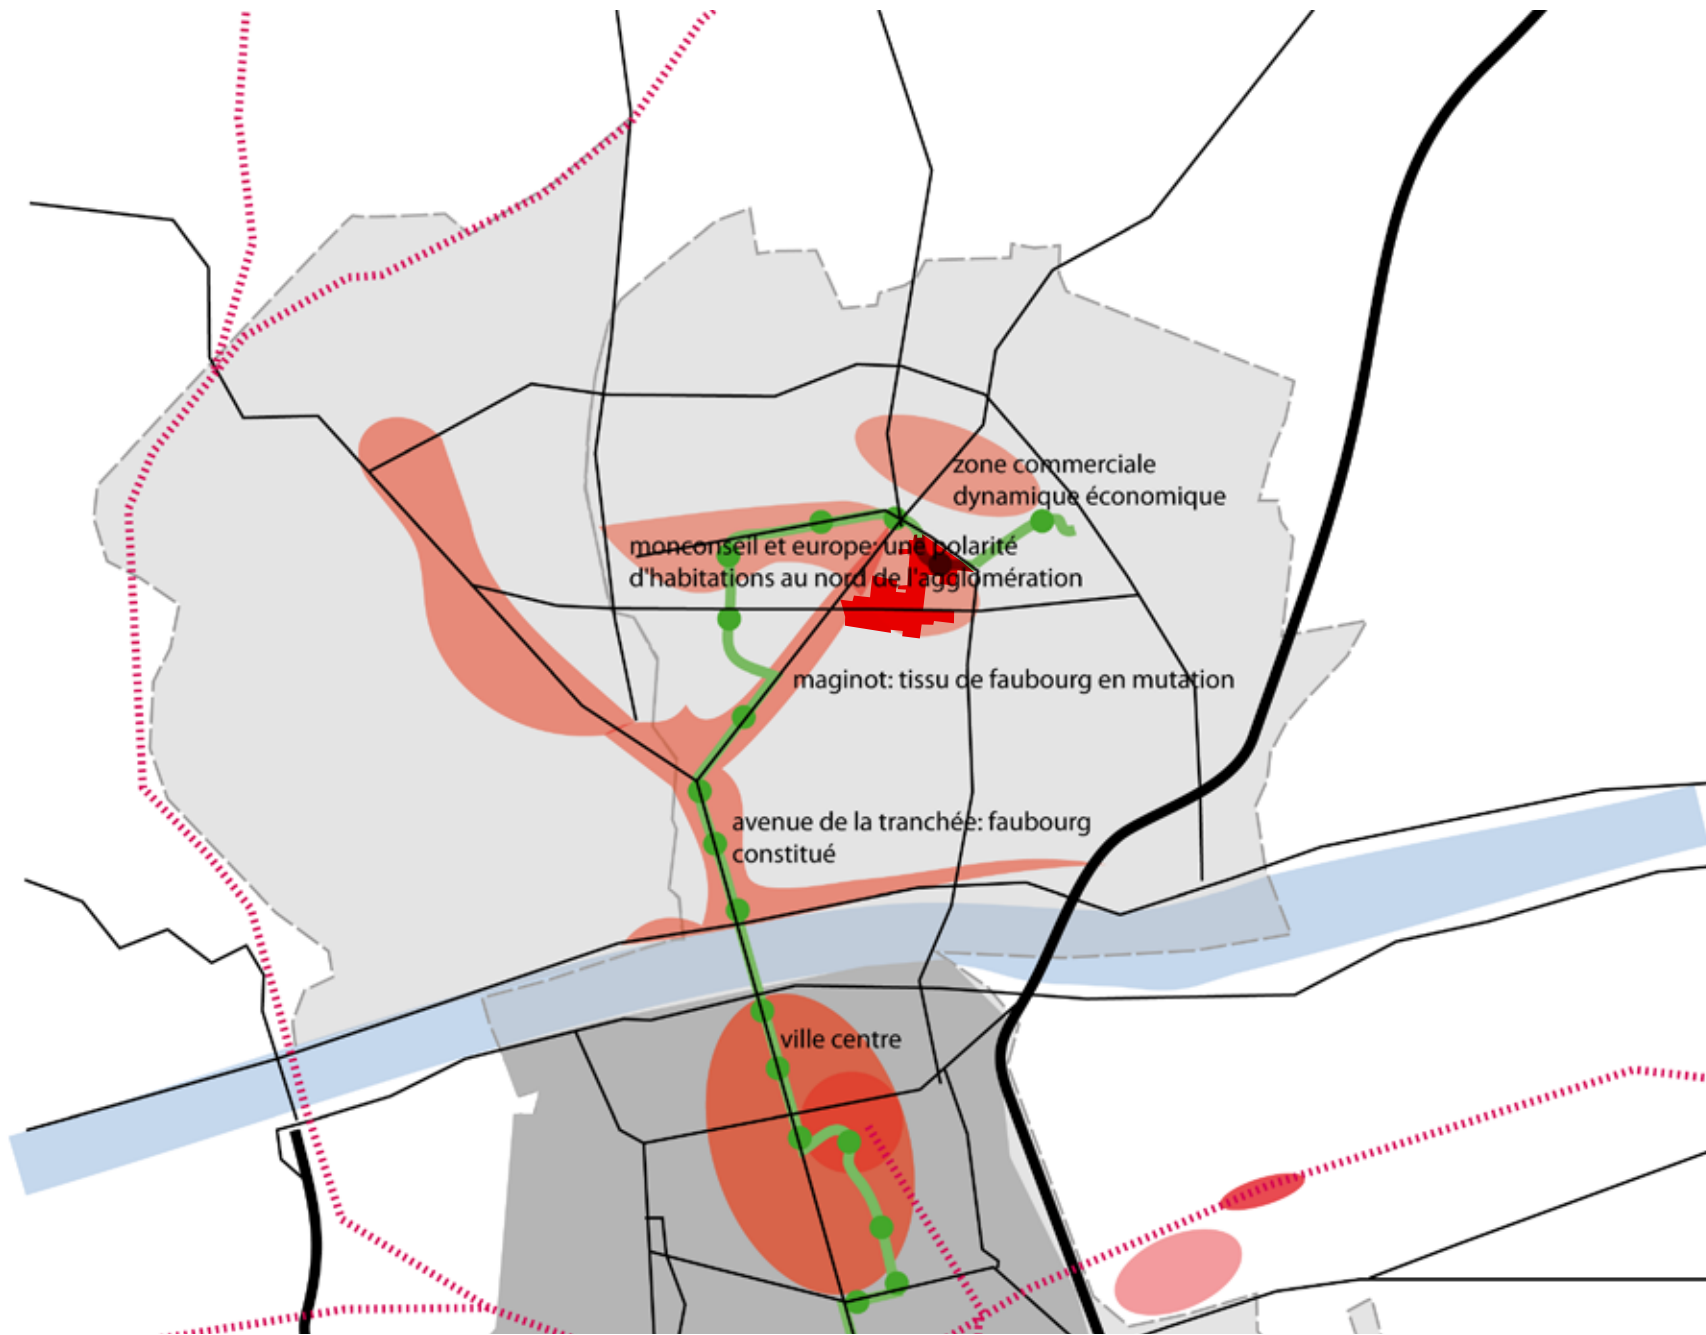 zone commerciale
dynamique économique
monconseil et europe: une polarité
d'habitations au nord de l'agglomération
maginot: tissu de faubourg en mutation
avenue de la tranchée: faubourg
constitué
ville centre